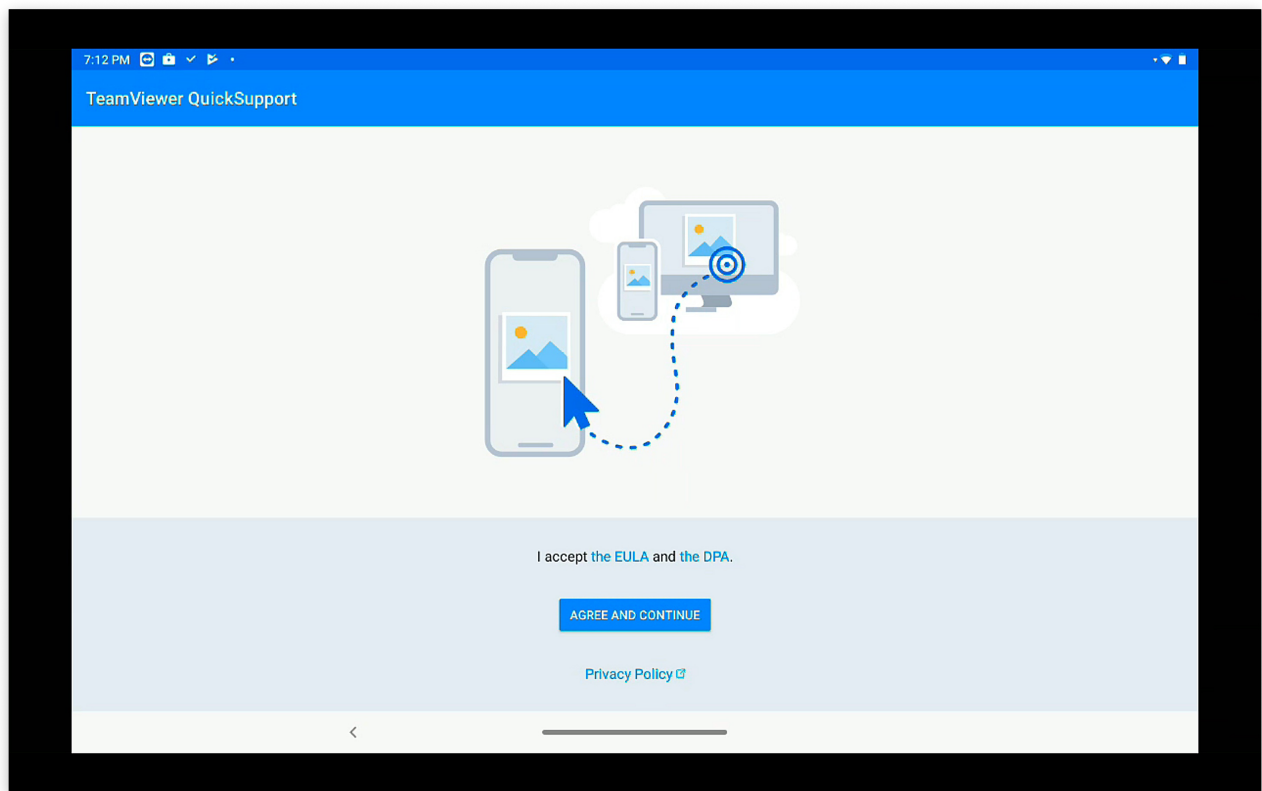 7:12 PM
TeamViewer QuickSupport
I accept the EULA and the DPA.
AGREE AND CONTINUE
Privacy Policy